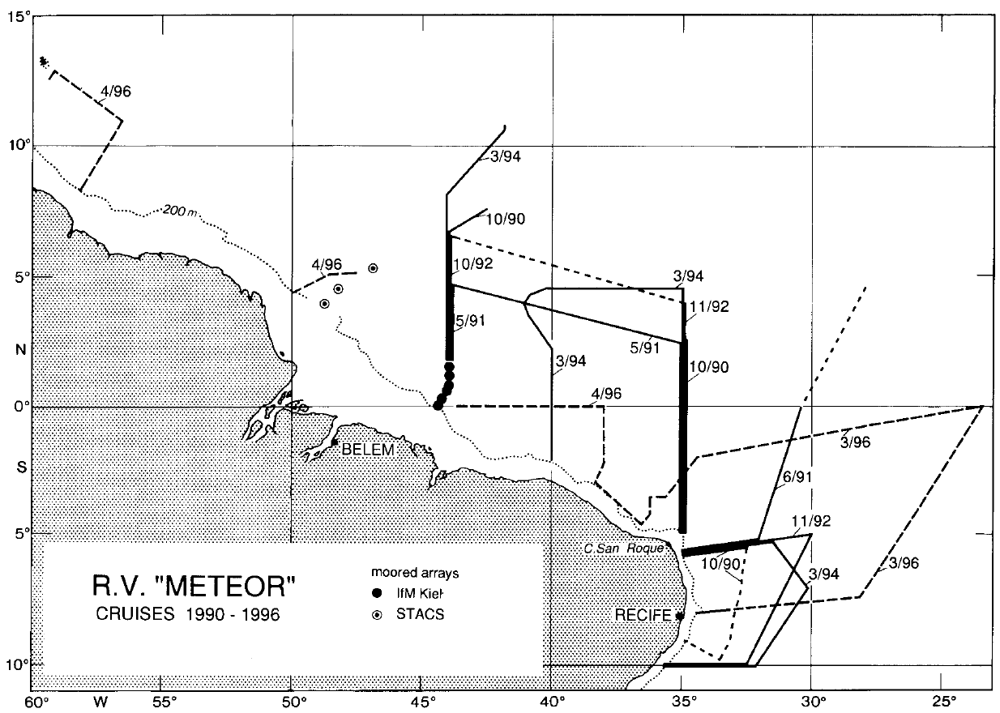 15°
4/96
10°
3/94
200 m
10/90
4/96
10/92
5°
3/94
11/92
5/91
5/91
N
3/94
10/90
4/96
0°
3/96
BELEM
S
6/91
11/92
5°
C.San Roque
10/90
3/96
3/94
R.V. "METEOR"
CRUISES 1990 - 1996
moored arrays
IfM Kiel
STACS
RECIFE
10°
60° W 55° 50° 45° 40° 35° 30° 25°